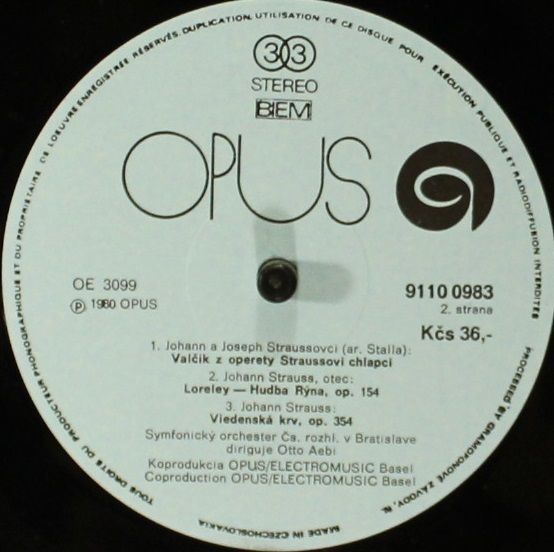 TOUS DROITS DU PRODUCTEUR PHONOGRAPHIQUE ET DU PROPRIETAIRE DE L'OEUVRE ENREGISTRÉE RÉSERVÉS. DUPLICATION, UTILISATION DE CE DISQUE POUR EXÉCUTION PUBLIQUE ET RADIODIFFUSION INTERDITES
33
STEREO
BIEM
OPUS
OE 3099
9110 0983
Ⓟ 1980 OPUS
2. strana
Kčs 36,-
1. Johann a Joseph Straussovci (ar. Stalla):
Valčík z operety Straussovi chlapci
2. Johann Strauss, otec:
Loreley — Hudba Rýna, op. 154
3. Johann Strauss:
Viedenská krv, op. 354
Symfonický orchester Čs. rozhl. v Bratislave
diriguje Otto Aebi
Koprodukcia OPUS/ELECTROMUSIC Basel
Coproduction OPUS/ELECTROMUSIC Basel
PROCESSED BY GRAMOFONOVÉ ZÁVODY, N.
MADE IN CZECHOSLOVAKIA